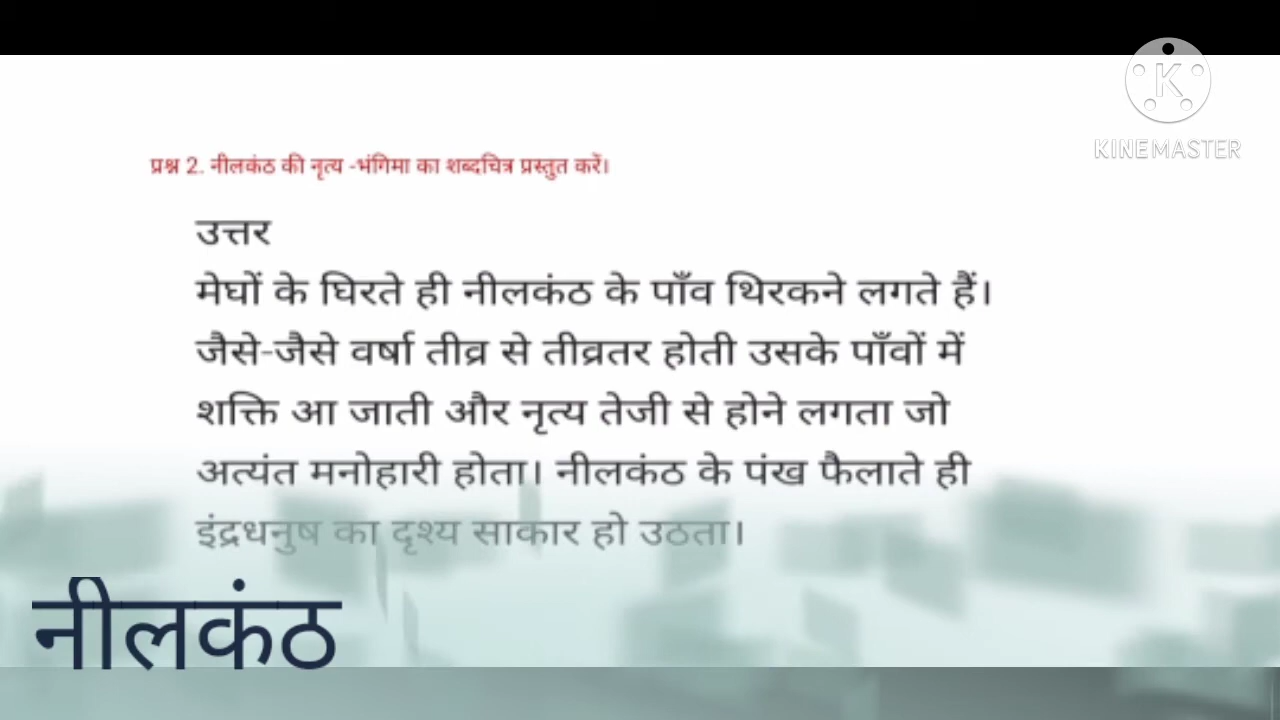 KINEMASTER
प्रश्न 2. नीलकंठ की नृत्य -भंगिमा का शब्दचित्र प्रस्तुत करें।
उत्तर
मेघों के घिरते ही नीलकंठ के पाँव थिरकने लगते हैं।
जैसे-जैसे वर्षा तीव्र से तीव्रतर होती उसके पाँवों में
शक्ति आ जाती और नृत्य तेजी से होने लगता जो
अत्यंत मनोहारी होता। नीलकंठ के पंख फैलाते ही
इंद्रधनुष का दृश्य साकार हो उठता।
नीलकंठ